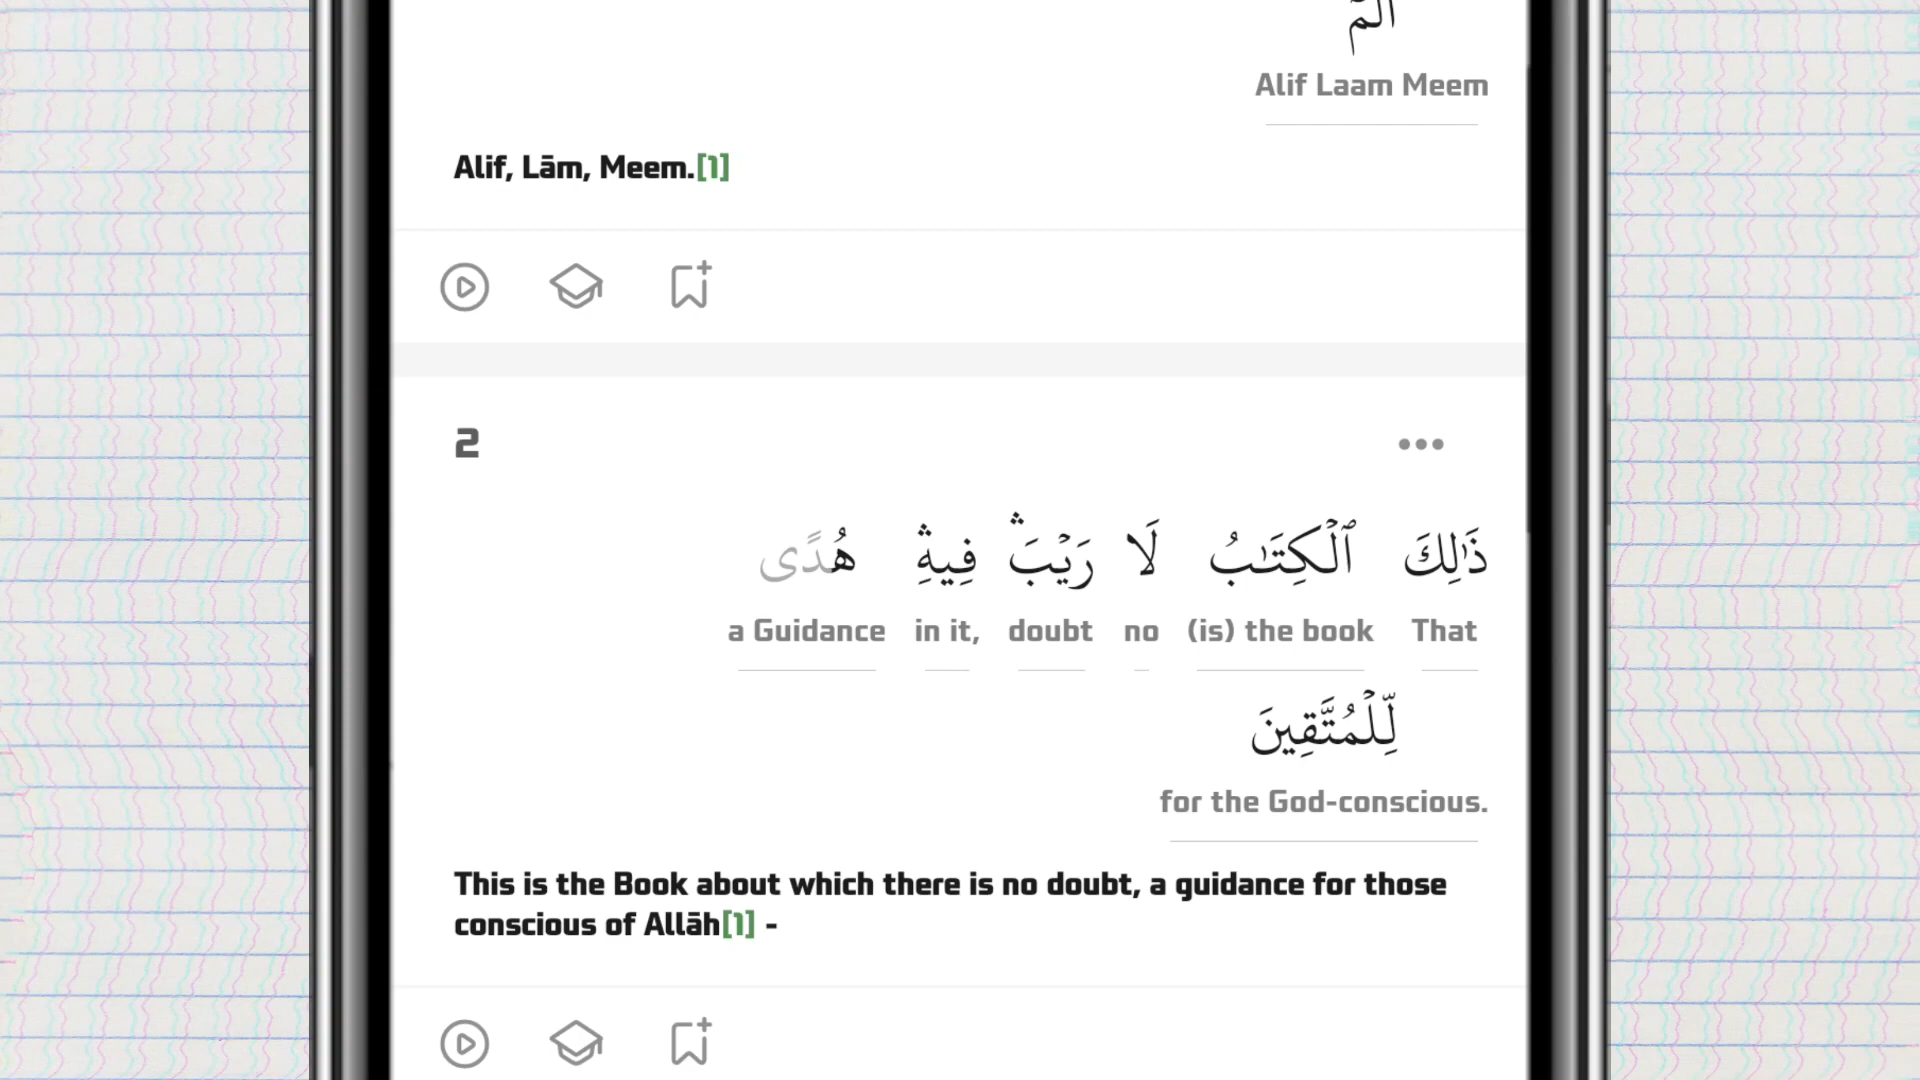 الٓمٓ
Alif Laam Meem
Alif, Lām, Meem.[1]
2
ذَٰلِكَ ٱلْكِتَـٰبُ لَا رَيْبَ ۛ فِيهِ ۛ هُدًى
That (is) the book no doubt in it, a Guidance
لِّلْمُتَّقِينَ
for the God-conscious.
This is the Book about which there is no doubt, a guidance for those
conscious of Allāh[1] -